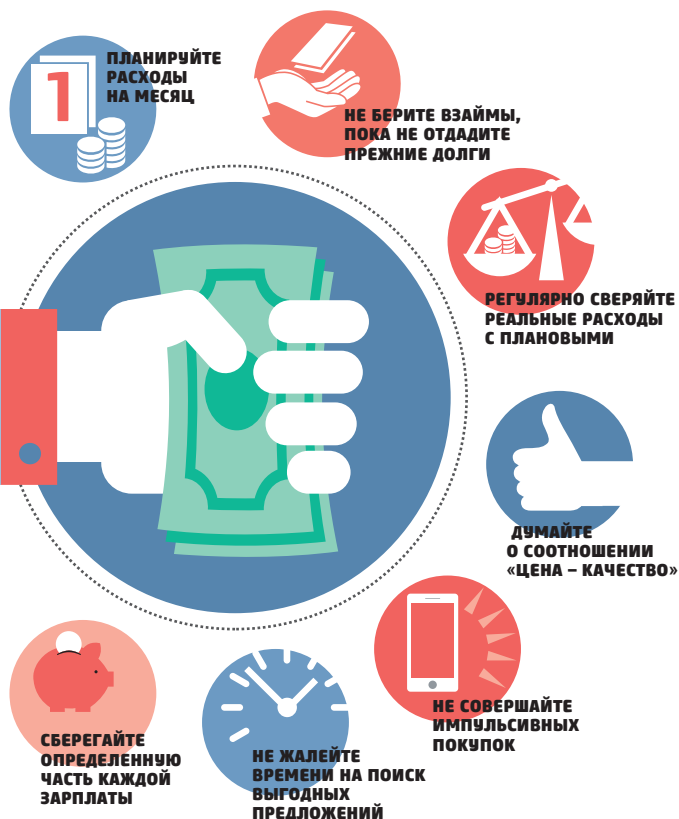 1
ПЛАНИРУЙТЕ
РАСХОДЫ
НА МЕСЯЦ
НЕ БЕРИТЕ ВЗАЙМЫ,
ПОКА НЕ ОТДАДИТЕ
ПРЕЖНИЕ ДОЛГИ
РЕГУЛЯРНО СВЕРЯЙТЕ
РЕАЛЬНЫЕ РАСХОДЫ
С ПЛАНОВЫМИ
ДУМАЙТЕ
О СООТНОШЕНИИ
«ЦЕНА – КАЧЕСТВО»
НЕ СОВЕРШАЙТЕ
ИМПУЛЬСИВНЫХ
ПОКУПОК
НЕ ЖАЛЕЙТЕ
ВРЕМЕНИ НА ПОИСК
ВЫГОДНЫХ
ПРЕДЛОЖЕНИЙ
СБЕРЕГАЙТЕ
ОПРЕДЕЛЕННУЮ
ЧАСТЬ КАЖДОЙ
ЗАРПЛАТЫ